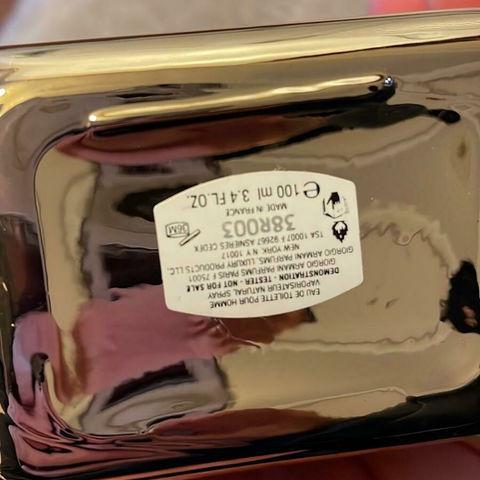 EAU DE TOILETTE POUR HOMME
VAPORISATEUR NATURAL SPRAY
DEMONSTRATION - TESTER - NOT FOR SALE
GIORGIO ARMANI PARFUMS PARIS 75001
GIORGIO ARMANI PARFUMS, LUXURY PRODUCTS LLC,
NEW YORK, N Y 10017
TSA 10007 F 92667 ASNIERES CEDEX
38R003
36M
MADE IN FRANCE
℮100 ml 3.4 FL.OZ.